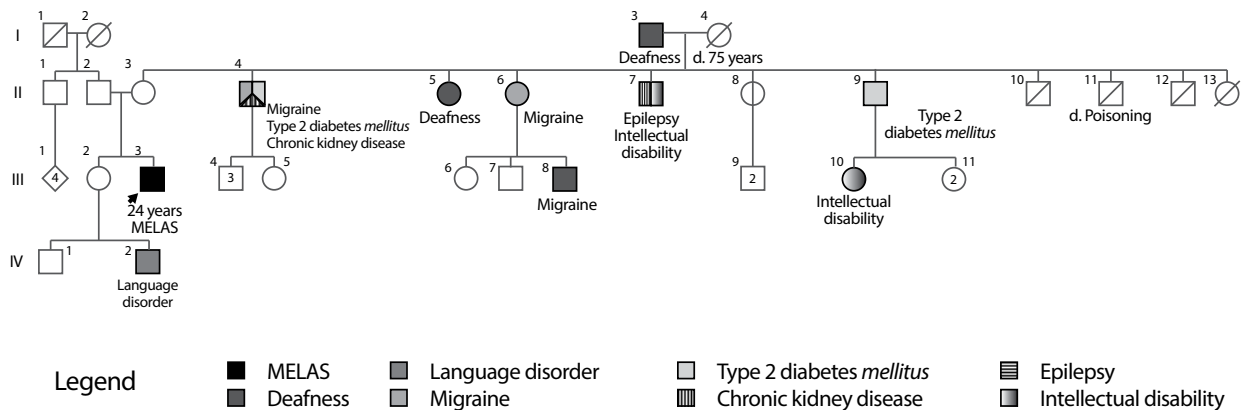 1 2 3 4
I
Deafness d. 75 years
1 2 3 4 5 6 7 8 9 10 11 12 13
II
Migraine
Type 2 diabetes mellitus
Chronic kidney disease
Deafness
Migraine
Epilepsy
Intellectual
disability
Type 2
diabetes mellitus
d. Poisoning
1 2 3 4 5 6 7 8 9 10 11
III
4 3 2 2
24 years
MELAS
Migraine
Intellectual
disability
IV
1 2
Language
disorder
Legend
MELAS Language disorder Type 2 diabetes mellitus Epilepsy
Deafness Migraine Chronic kidney disease Intellectual disability